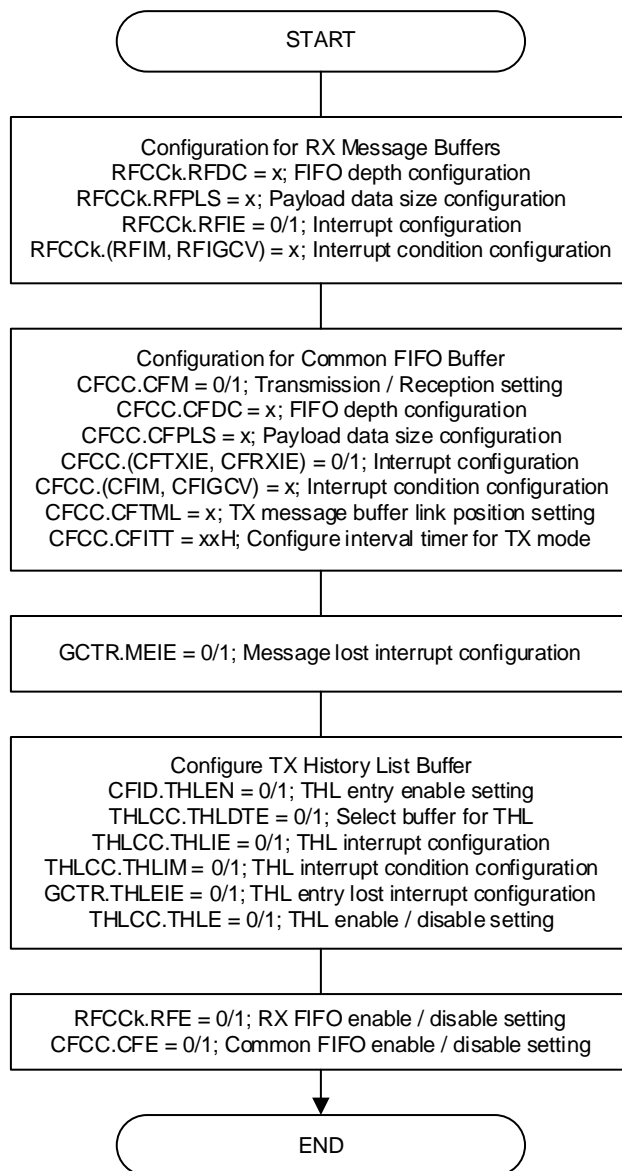 START
Configuration for RX Message Buffers
RFCCk.RFDC = x; FIFO depth configuration
RFCCk.RFPLS = x; Payload data size configuration
RFCCk.RFIE = 0/1; Interrupt configuration
RFCCk.(RFIM, RFIGCV) = x; Interrupt condition configuration
Configuration for Common FIFO Buffer
CFCC.CFM = 0/1; Transmission / Reception setting
CFCC.CFDC = x; FIFO depth configuration
CFCC.CFPLS = x; Payload data size configuration
CFCC.(CFTXIE, CFRXIE) = 0/1; Interrupt configuration
CFCC.(CFIM, CFIGCV) = x; Interrupt condition configuration
CFCC.CFTML = x; TX message buffer link position setting
CFCC.CFITT = xxH; Configure interval timer for TX mode
GCTR.MEIE = 0/1; Message lost interrupt configuration
Configure TX History List Buffer
CFID.THLEN = 0/1; THL entry enable setting
THLCC.THLDTE = 0/1; Select buffer for THL
THLCC.THLIE = 0/1; THL interrupt configuration
THLCC.THLIM = 0/1; THL interrupt condition configuration
GCTR.THLEIE = 0/1; THL entry lost interrupt configuration
THLCC.THLE = 0/1; THL enable / disable setting
RFCCk.RFE = 0/1; RX FIFO enable / disable setting
CFCC.CFE = 0/1; Common FIFO enable / disable setting
END